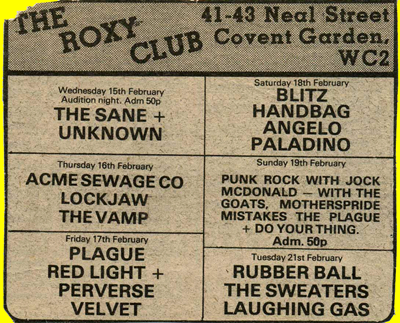 THE ROXY CLUB
41-43 Neal Street
Covent Garden,
WC2
Wednesday 15th February
Audition night. Adm 50p
THE SANE +
UNKNOWN
Thursday 16th February
ACME SEWAGE CO
LOCKJAW
THE VAMP
Friday 17th February
PLAGUE
RED LIGHT +
PERVERSE
VELVET
Saturday 18th February
BLITZ
HANDBAG
ANGELO
PALADINO
Sunday 19th February
PUNK ROCK WITH JOCK
MCDONALD — WITH THE
GOATS, MOTHERSPRIDE
MISTAKES THE PLAGUE
+ DO YOUR THING.
Adm. 50p
Tuesday 21st February
RUBBER BALL
THE SWEATERS
LAUGHING GAS